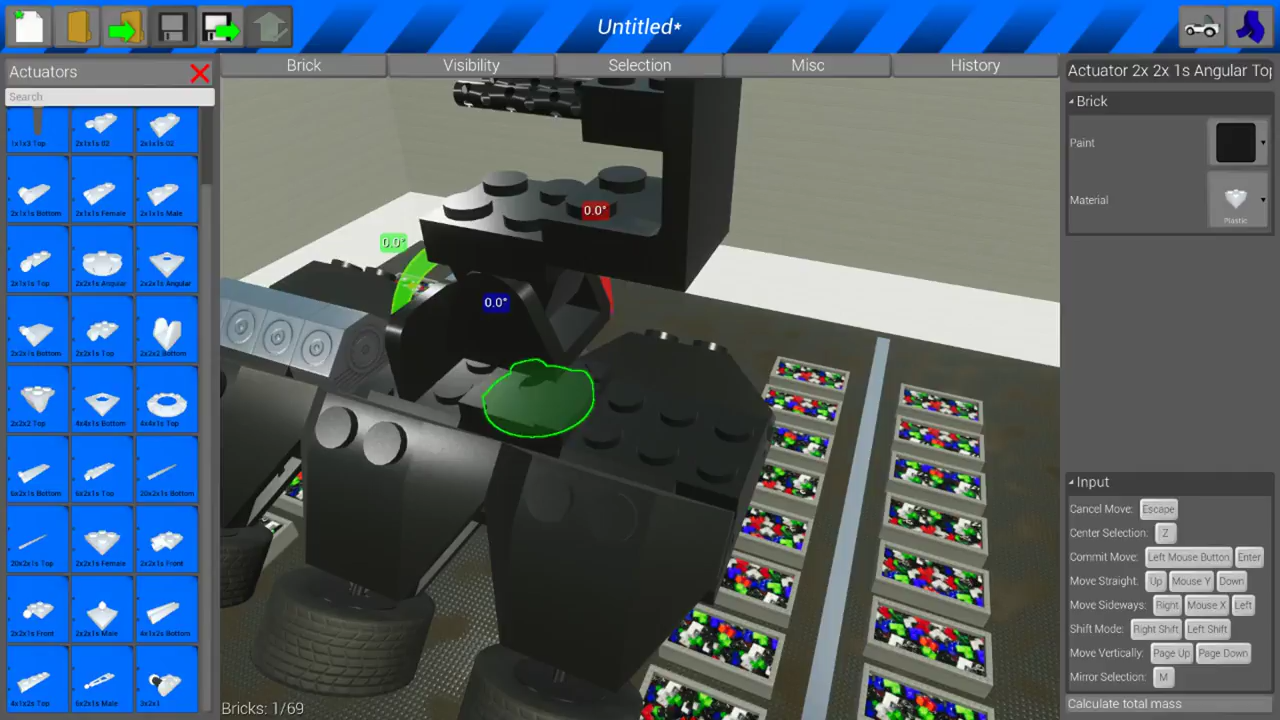 Untitled*
Actuators
Search
Brick
Visibility
Selection
Misc
History
1x1x3 Top
2x1x1s 02
2x1x1s 02
2x1x1s Bottom
2x1x1s Female
2x1x1s Male
2x1x1s Top
2x2x1s Angular
2x2x1s Angular
2x2x1s Bottom
2x2x1s Top
2x2x2 Bottom
2x2x2 Top
4x4x1s Bottom
4x4x1s Top
6x2x1s Bottom
6x2x1s Top
20x2x1s Bottom
20x2x1s Top
2x2x1s Female
2x2x1s Front
2x2x1s Front
2x2x1s Male
4x1x2s Bottom
4x1x2s Top
6x2x1s Male
3x2x1
0.0°
0.0°
0.0°
Bricks: 1/69
Actuator 2x 2x 1s Angular Top
Brick
Paint
Material
Plastic
Input
Cancel Move: Escape
Center Selection: Z
Commit Move: Left Mouse Button Enter
Move Straight: Up Mouse Y Down
Move Sideways: Right Mouse X Left
Shift Mode: Right Shift Left Shift
Move Vertically: Page Up Page Down
Mirror Selection: M
Calculate total mass